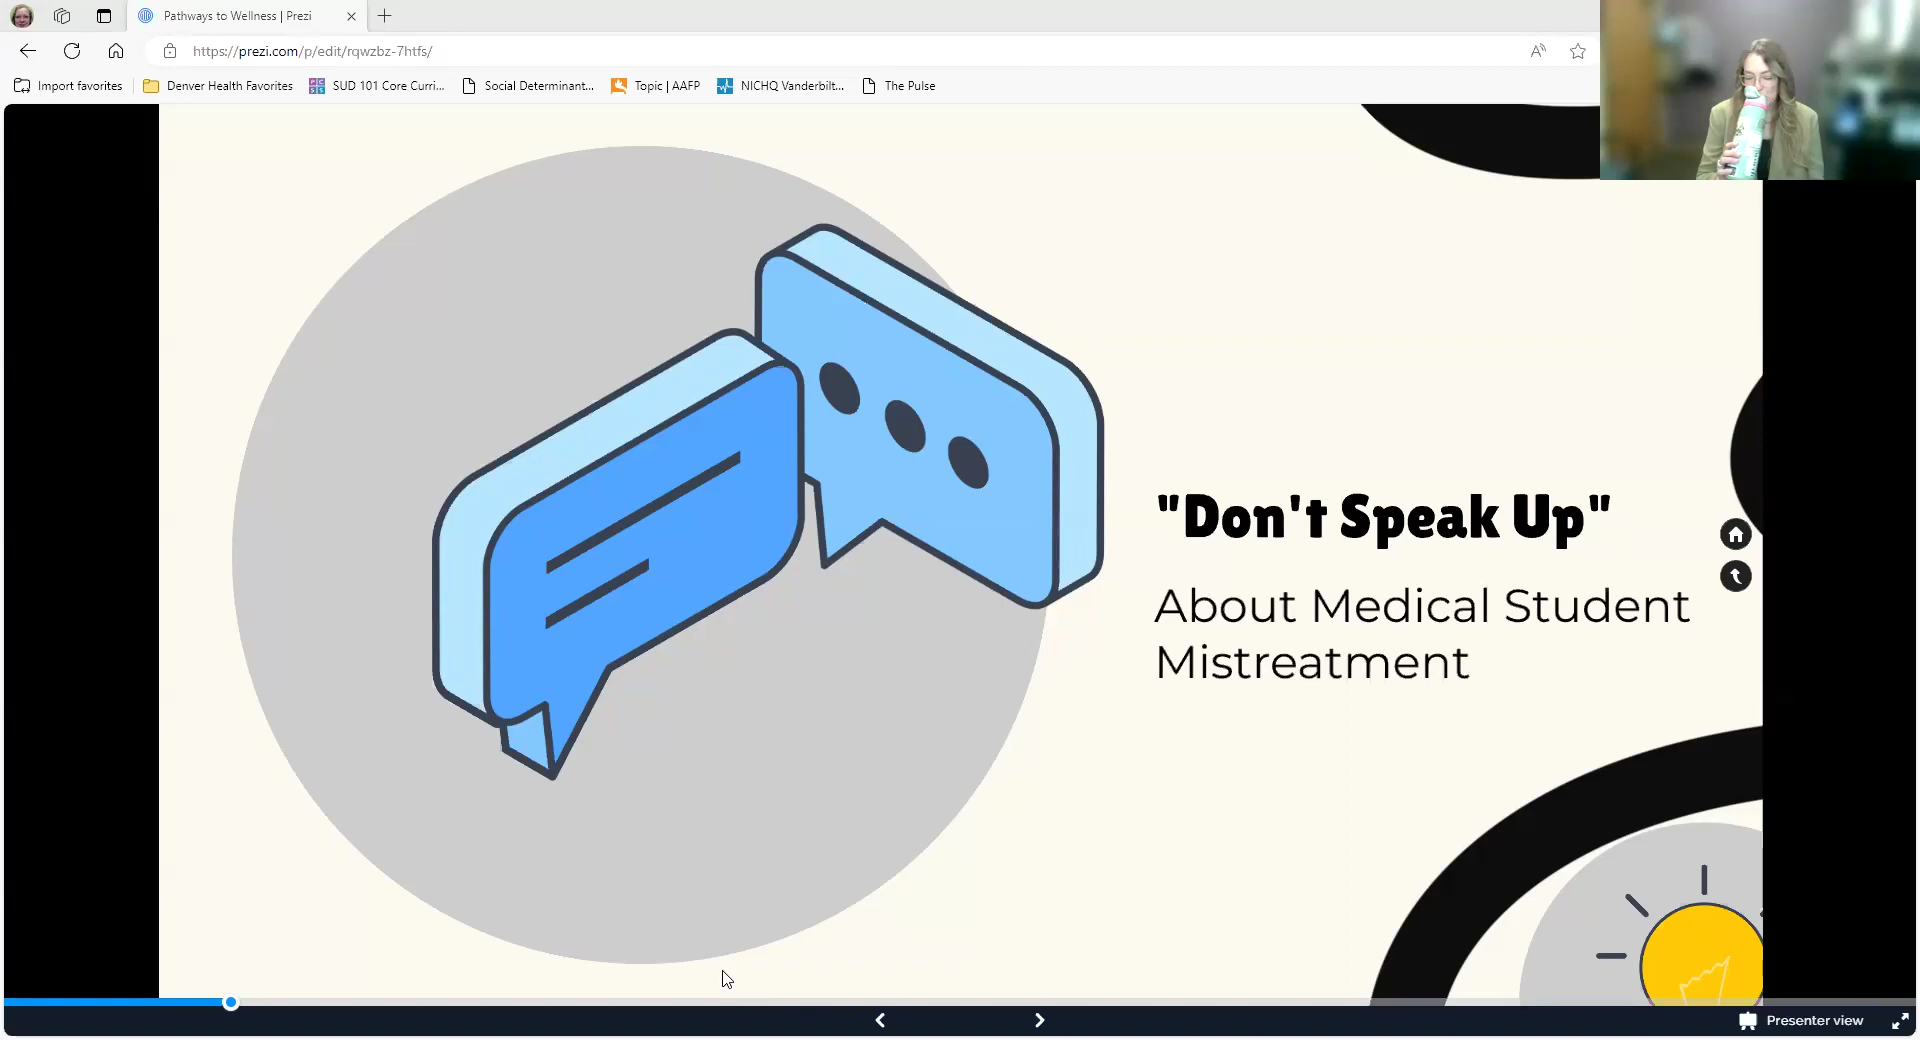 Pathways to Wellness | Prezi
https://prezi.com/p/edit/rqwzbz-7htfs/
Import favorites
Denver Health Favorites
SUD 101 Core Curri...
Social Determinant...
Topic | AAFP
NICHQ Vanderbilt...
The Pulse
"Don't Speak Up"
About Medical Student
Mistreatment
Presenter view